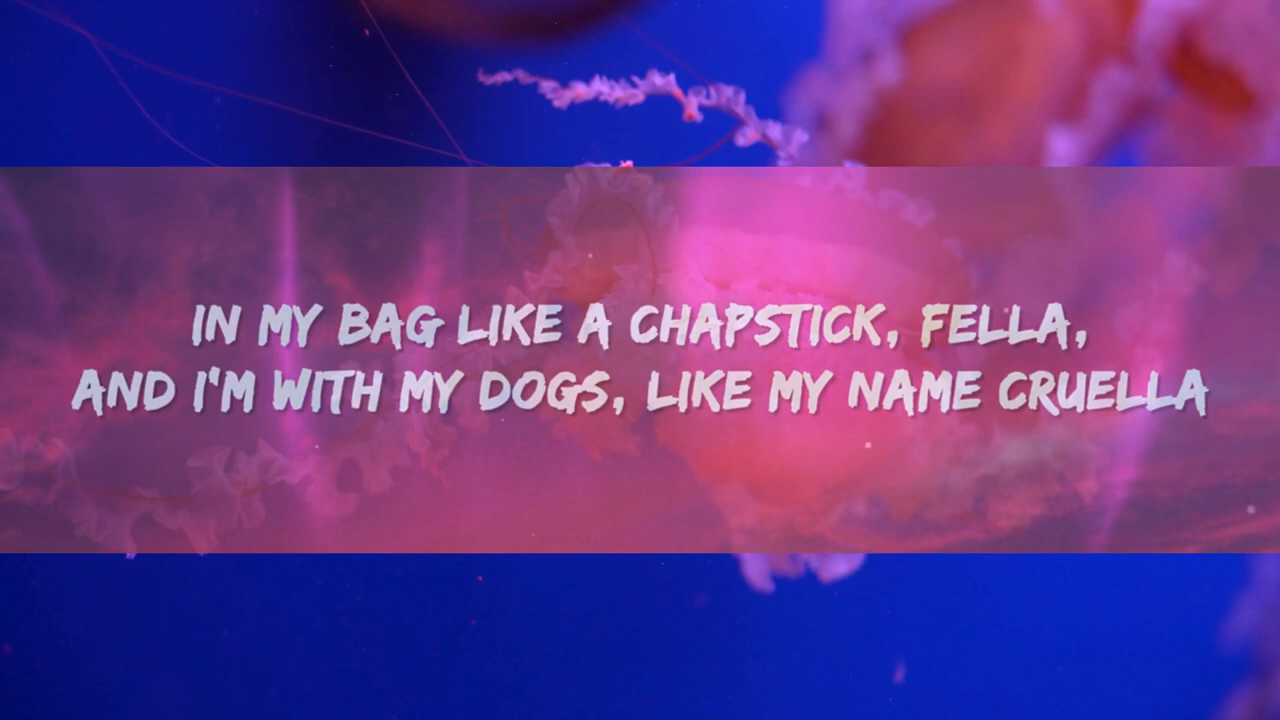 IN MY BAG LIKE A CHAPSTICK, FELLA,
AND I'M WITH MY DOGS, LIKE MY NAME CRUELLA